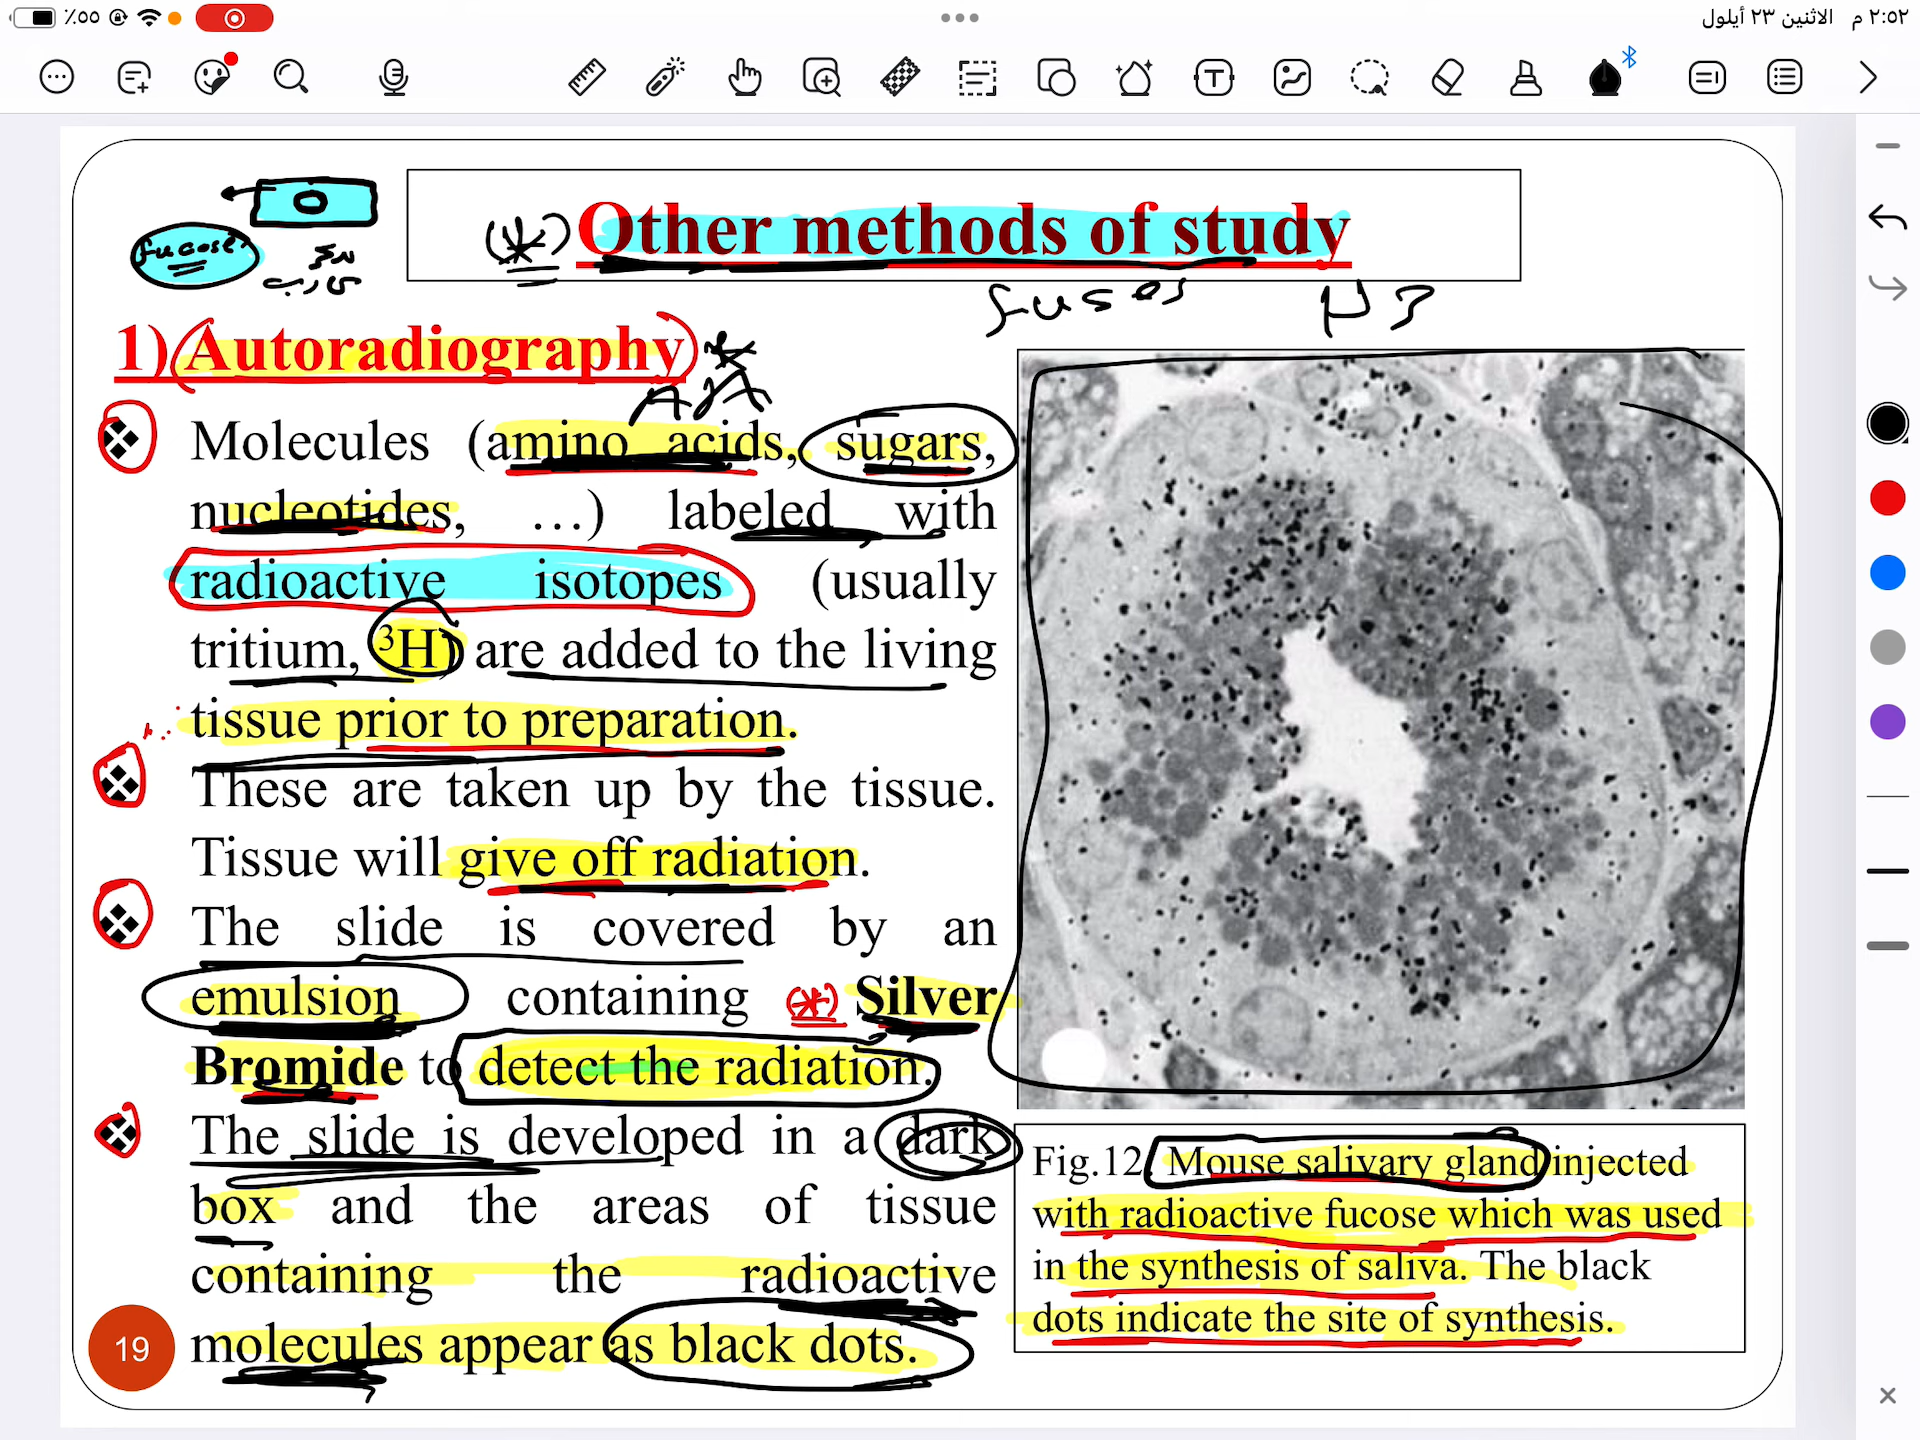 ٪٥٥
٢:٥٢ م الاثنين ٢٣ أيلول
fucose
سكر
(*) Other methods of study
fuses H3
1) Autoradiography
Molecules (amino acids, sugars,
nucleotides, ...) labeled with
radioactive isotopes (usually
tritium, ³H) are added to the living
tissue prior to preparation.
These are taken up by the tissue.
Tissue will give off radiation.
The slide is covered by an
emulsion containing (*) Silver
Bromide to detect the radiation.
The slide is developed in a dark
box and the areas of tissue
containing the radioactive
molecules appear as black dots.
Fig.12. Mouse salivary gland injected
with radioactive fucose which was used
in the synthesis of saliva. The black
dots indicate the site of synthesis.
19